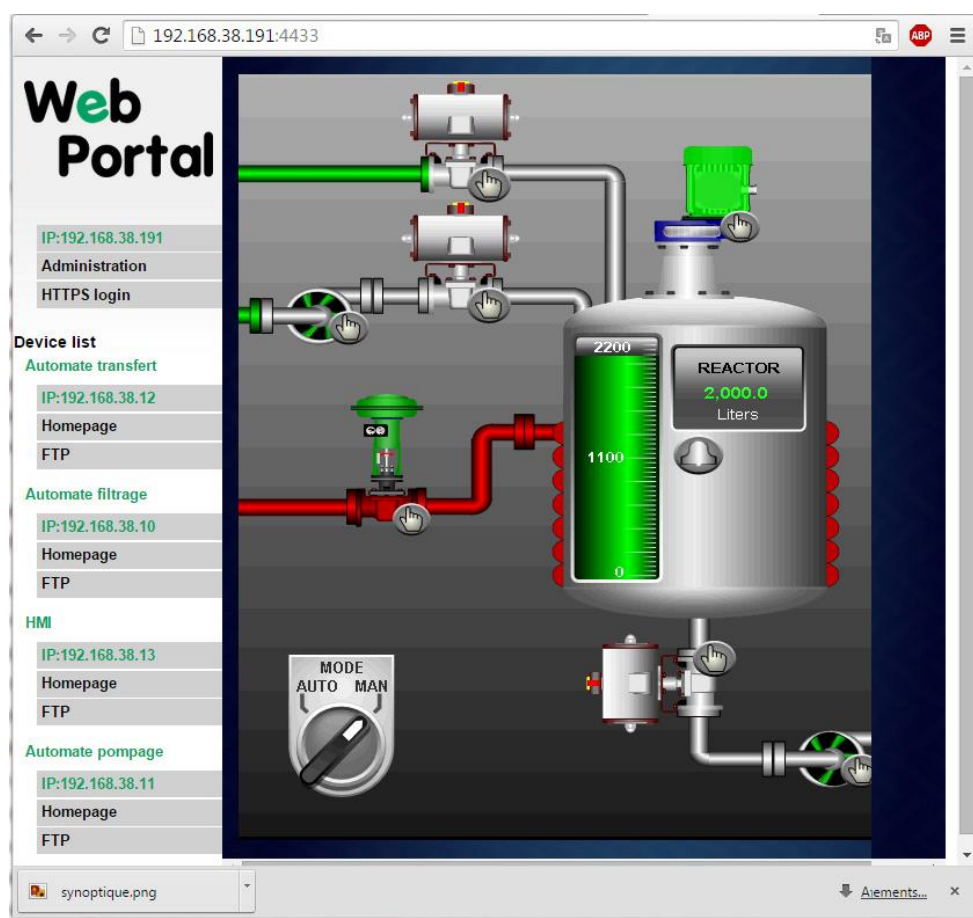 192.168.38.191:4433
ABP
Web
Portal
IP:192.168.38.191
Administration
HTTPS login
Device list
Automate transfert
IP:192.168.38.12
Homepage
FTP
Automate filtrage
IP:192.168.38.10
Homepage
FTP
HMI
IP:192.168.38.13
Homepage
FTP
Automate pompage
IP:192.168.38.11
Homepage
FTP
2200
1100
0
REACTOR
2,000.0
Liters
MODE
AUTO MAN
synoptique.png